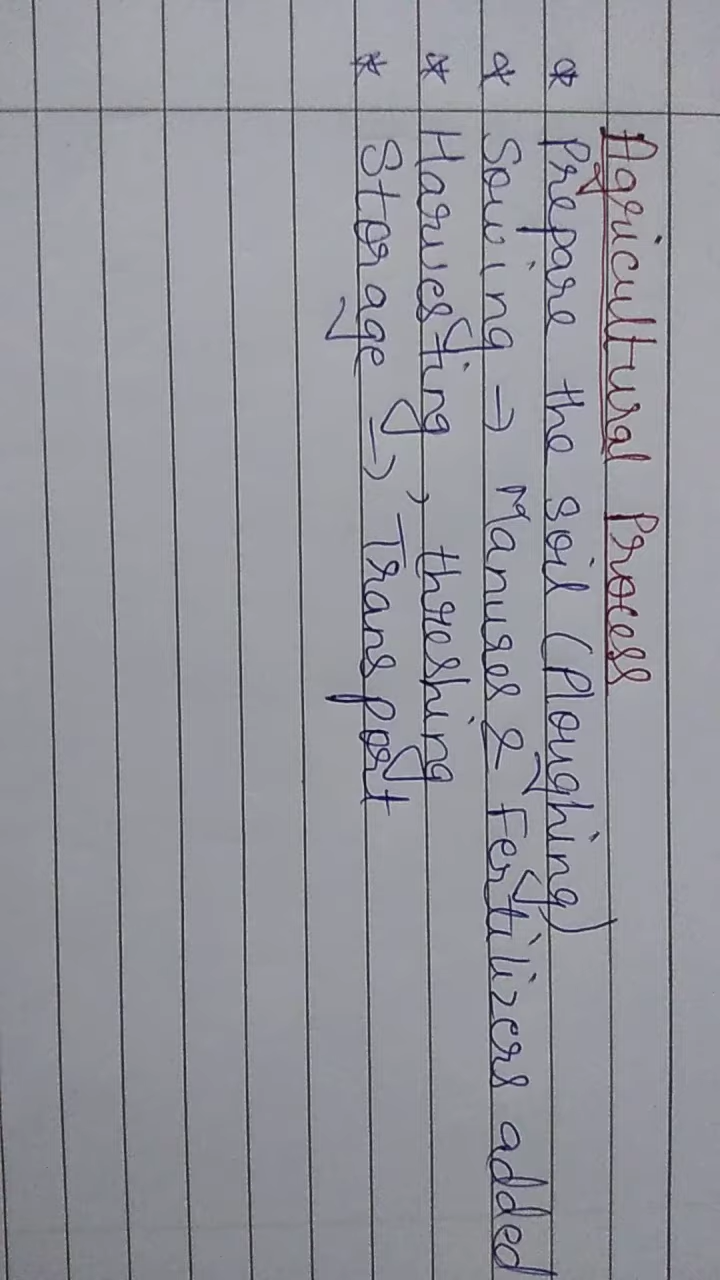 Agricultural Process
* Prepare the soil (Ploughing)
* Sowing → Manures & Fertilizers added
* Harvesting, threshing
* Storage → Transport